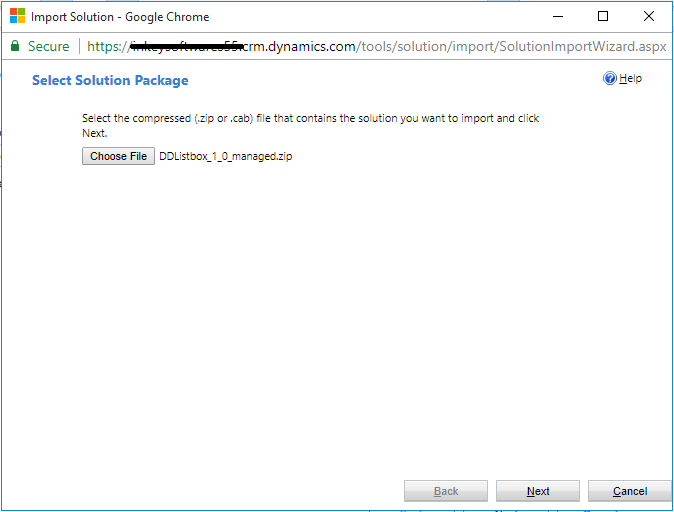 Import Solution - Google Chrome
Secure https:// crm.dynamics.com/tools/solution/import/SolutionImportWizard.aspx
Select Solution Package
Help
Select the compressed (.zip or .cab) file that contains the solution you want to import and click
Next.
Choose File DDListbox_1_0_managed.zip
Back Next Cancel